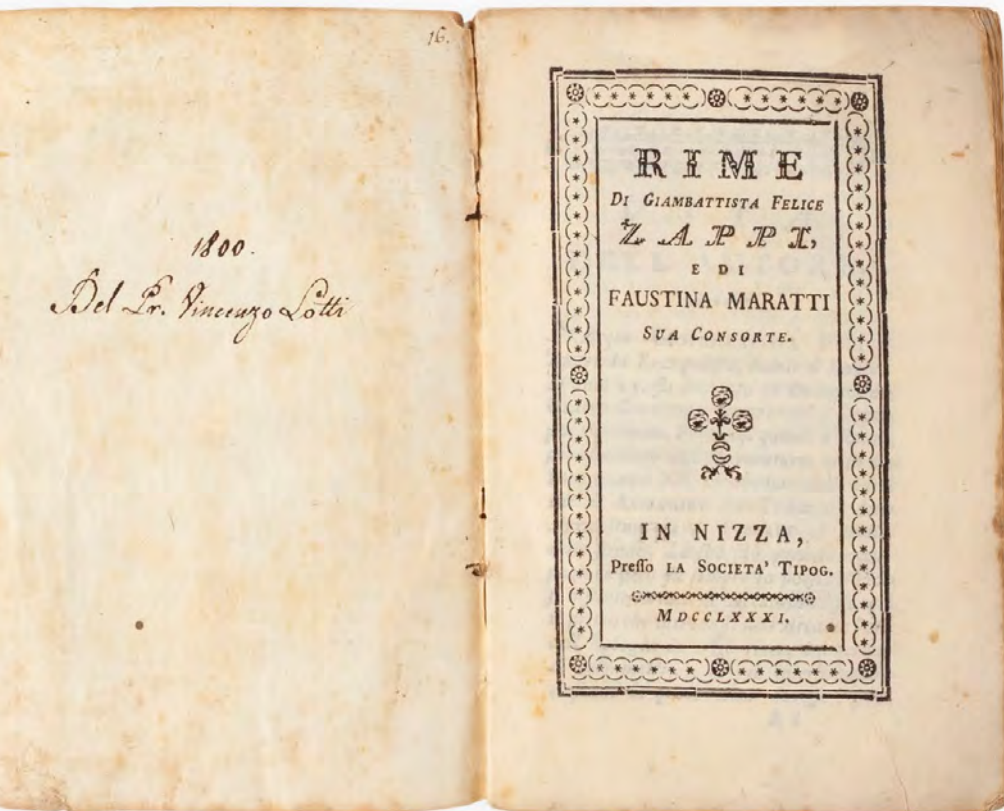 16.
1800.
Del Pr. Vincenzo Lotti
RIME
DI GIAMBATTISTA FELICE
ZAPPI,
E DI
FAUSTINA MARATTI
SUA CONSORTE.
IN NIZZA,
Preſſo LA SOCIETA' TIPOG.
MDCCLXXXI.